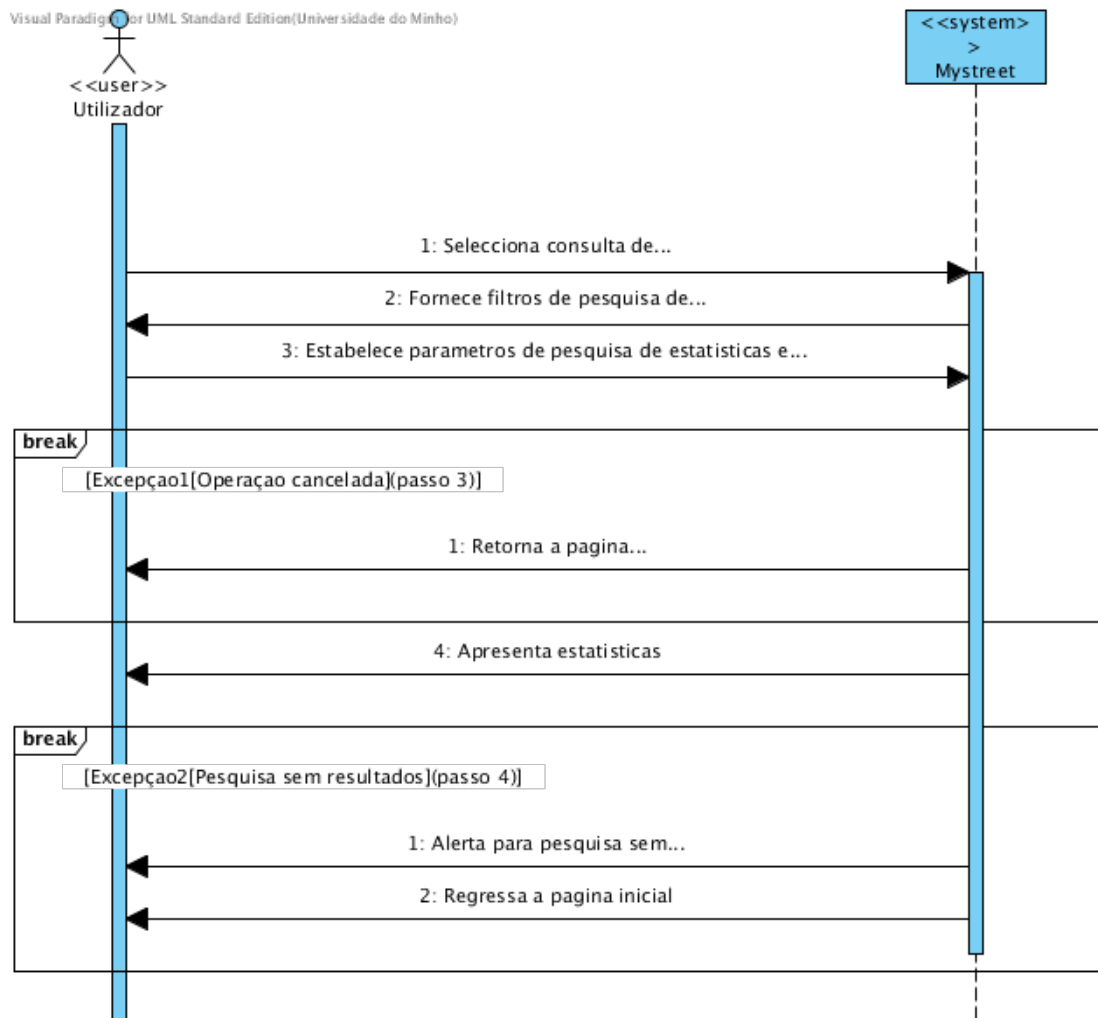 Visual Paradigm for UML Standard Edition(Universidade do Minho)
<<system>
>
Mystreet
<<user>>
Utilizador
1: Selecciona consulta de...
2: Fornece filtros de pesquisa de...
3: Estabelece parametros de pesquisa de estatisticas e...
break
[Excepçao1[Operaçao cancelada](passo 3)]
1: Retorna a pagina...
4: Apresenta estatisticas
break
[Excepçao2[Pesquisa sem resultados](passo 4)]
1: Alerta para pesquisa sem...
2: Regressa a pagina inicial